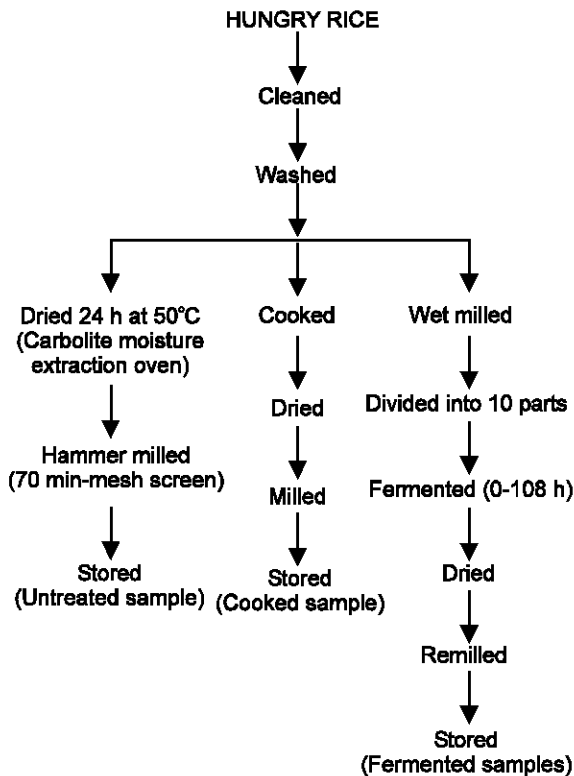 HUNGRY RICE
Cleaned
Washed
Dried 24 h at 50°C
(Carbolite moisture
extraction oven)
Hammer milled
(70 min-mesh screen)
Stored
(Untreated sample)
Cooked
Dried
Milled
Stored
(Cooked sample)
Wet milled
Divided into 10 parts
Fermented (0-108 h)
Dried
Remilled
Stored
(Fermented samples)